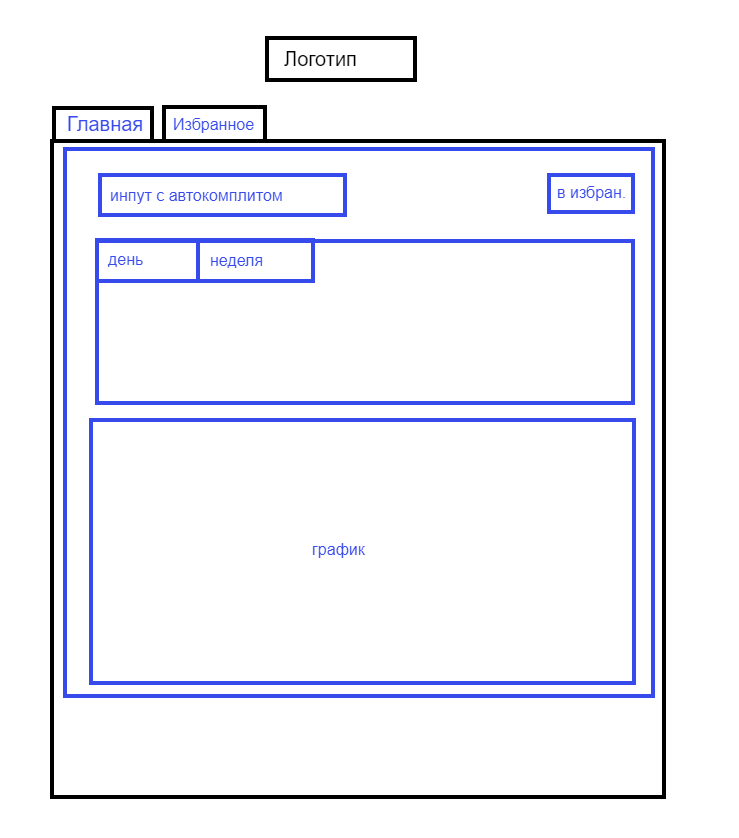 Логотип
Главная
Избранное
инпут с автокомплитом
в избран.
день
неделя
график